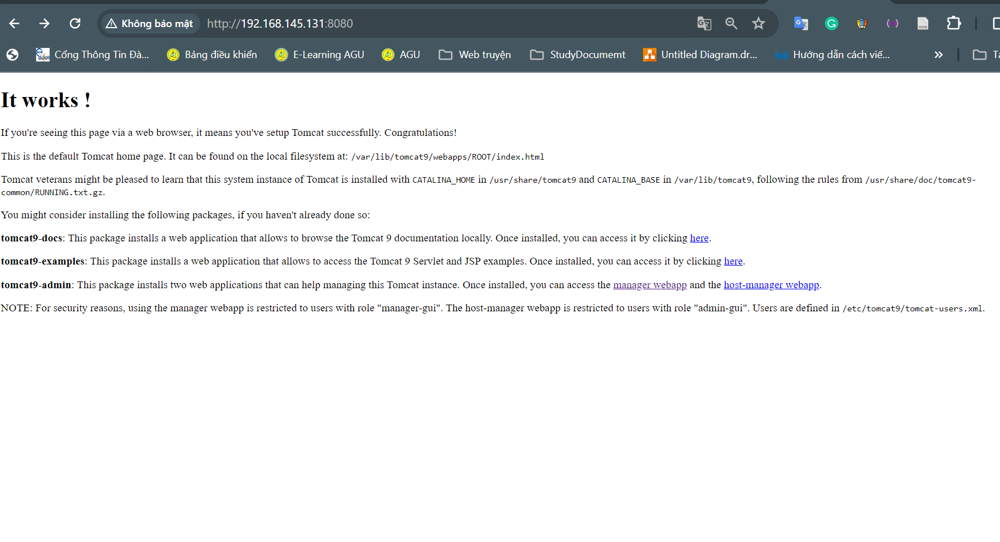 Không bảo mật http://192.168.145.131:8080
Cổng Thông Tin Đà... Bảng điều khiển E-Learning AGU AGU Web truyện StudyDocumemt Untitled Diagram.dr... Hướng dẫn cách viế...
It works !
If you're seeing this page via a web browser, it means you've setup Tomcat successfully. Congratulations!
This is the default Tomcat home page. It can be found on the local filesystem at: /var/lib/tomcat9/webapps/ROOT/index.html
Tomcat veterans might be pleased to learn that this system instance of Tomcat is installed with CATALINA_HOME in /usr/share/tomcat9 and CATALINA_BASE in /var/lib/tomcat9, following the rules from /usr/share/doc/tomcat9-
common/RUNNING.txt.gz.
You might consider installing the following packages, if you haven't already done so:
tomcat9-docs: This package installs a web application that allows to browse the Tomcat 9 documentation locally. Once installed, you can access it by clicking here.
tomcat9-examples: This package installs a web application that allows to access the Tomcat 9 Servlet and JSP examples. Once installed, you can access it by clicking here.
tomcat9-admin: This package installs two web applications that can help managing this Tomcat instance. Once installed, you can access the manager webapp and the host-manager webapp.
NOTE: For security reasons, using the manager webapp is restricted to users with role "manager-gui". The host-manager webapp is restricted to users with role "admin-gui". Users are defined in /etc/tomcat9/tomcat-users.xml.